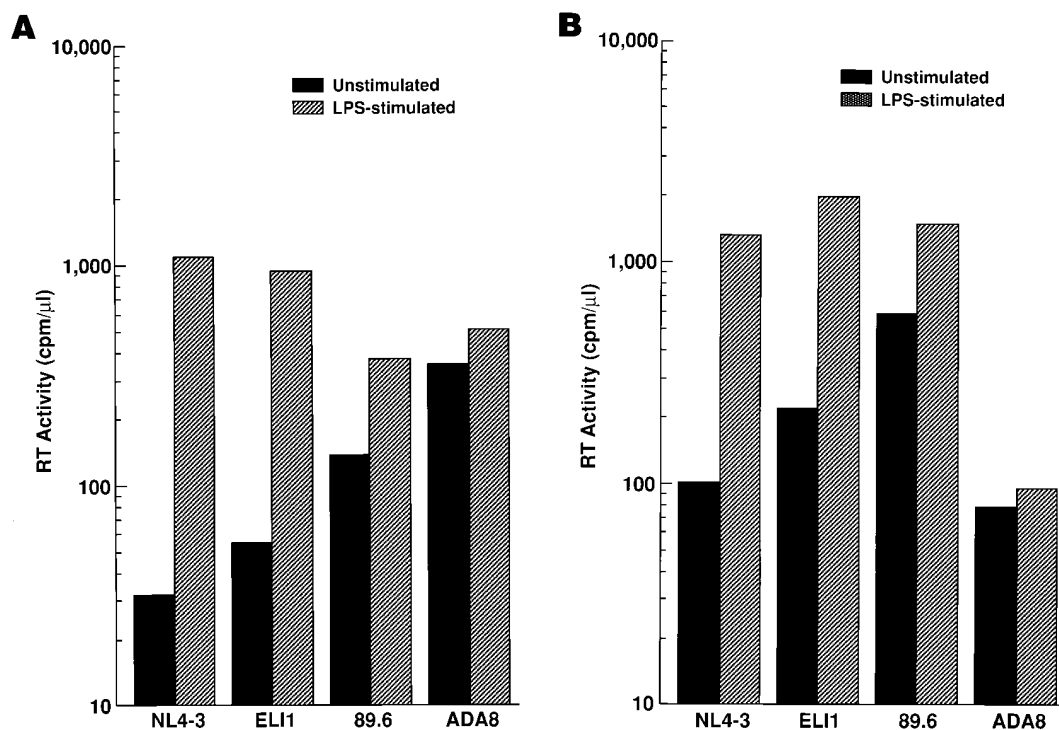 A
10,000
1,000
100
10
RT Activity (cpm/µl)
Unstimulated
LPS-stimulated
NL4-3 ELI1 89.6 ADA8
B
10,000
1,000
100
10
RT Activity (cpm/µl)
Unstimulated
LPS-stimulated
NL4-3 ELI1 89.6 ADA8